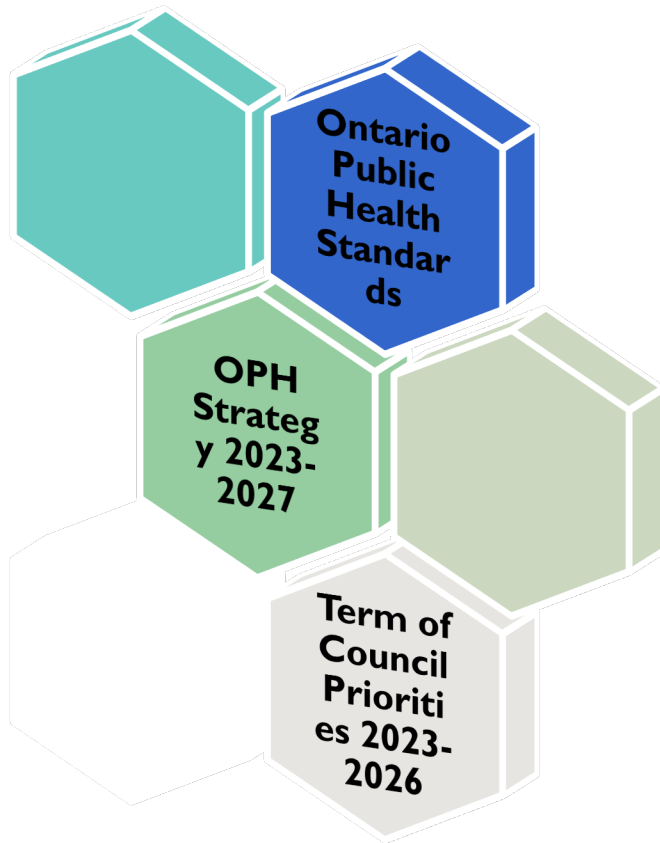 Ontario
Public
Health
Standar
ds
OPH
Strateg
y 2023-
2027
Term of
Council
Prioriti
es 2023-
2026